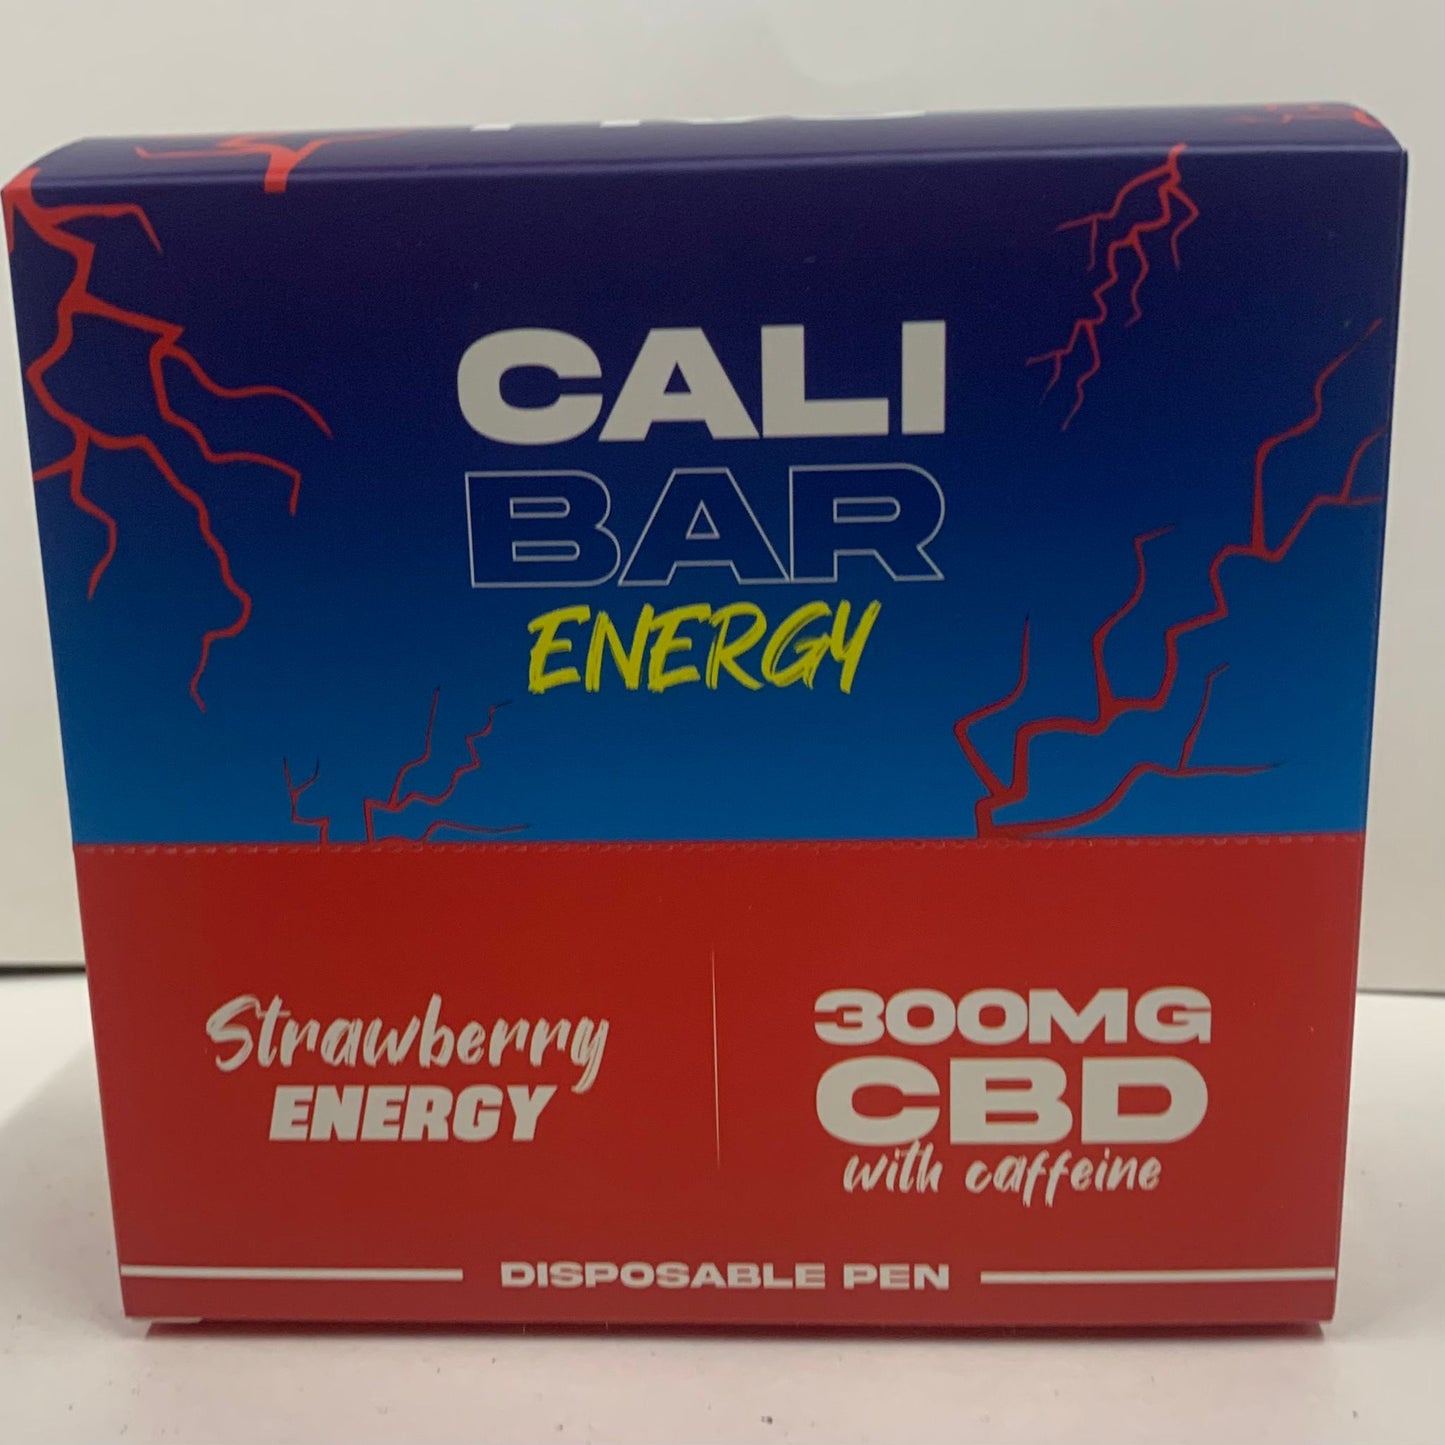 CALI
BAR
ENERGY
Strawberry
ENERGY
300MG
CBD
with caffeine
DISPOSABLE PEN